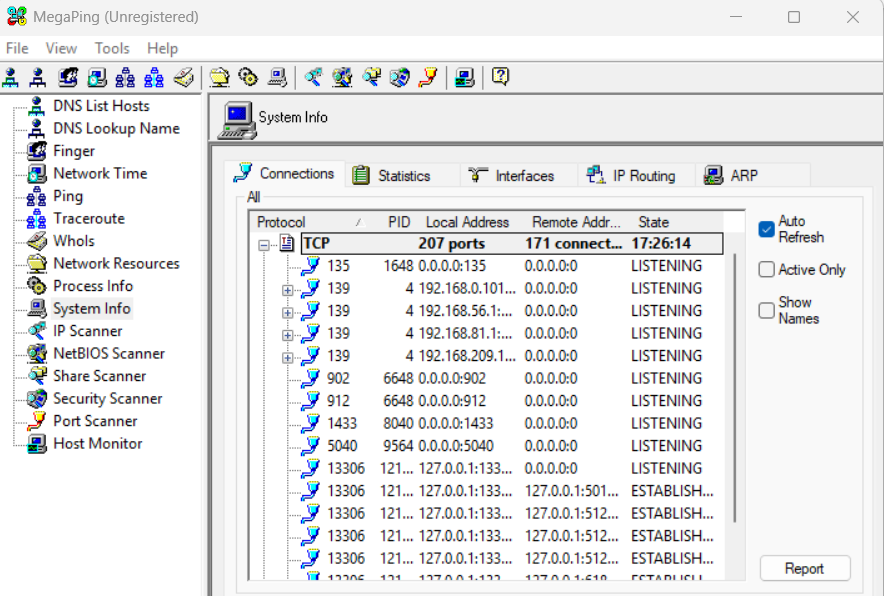 MegaPing (Unregistered)
File View Tools Help
DNS List Hosts
DNS Lookup Name
Finger
Network Time
Ping
Traceroute
WhoIs
Network Resources
Process Info
System Info
IP Scanner
NetBIOS Scanner
Share Scanner
Security Scanner
Port Scanner
Host Monitor
System Info
Connections Statistics Interfaces IP Routing ARP
All
Protocol PID Local Address Remote Addr... State
TCP 207 ports 171 connect... 17:26:14
135 1648 0.0.0.0:135 0.0.0.0:0 LISTENING
139 4 192.168.0.101... 0.0.0.0:0 LISTENING
139 4 192.168.56.1:... 0.0.0.0:0 LISTENING
139 4 192.168.81.1:... 0.0.0.0:0 LISTENING
139 4 192.168.209.1... 0.0.0.0:0 LISTENING
902 6648 0.0.0.0:902 0.0.0.0:0 LISTENING
912 6648 0.0.0.0:912 0.0.0.0:0 LISTENING
1433 8040 0.0.0.0:1433 0.0.0.0:0 LISTENING
5040 9564 0.0.0.0:5040 0.0.0.0:0 LISTENING
13306 121... 127.0.0.1:133... 0.0.0.0:0 LISTENING
13306 121... 127.0.0.1:133... 127.0.0.1:501... ESTABLISH...
13306 121... 127.0.0.1:133... 127.0.0.1:512... ESTABLISH...
13306 121... 127.0.0.1:133... 127.0.0.1:512... ESTABLISH...
13306 121... 127.0.0.1:133... 127.0.0.1:512... ESTABLISH...
Auto
Refresh
Active Only
Show
Names
Report